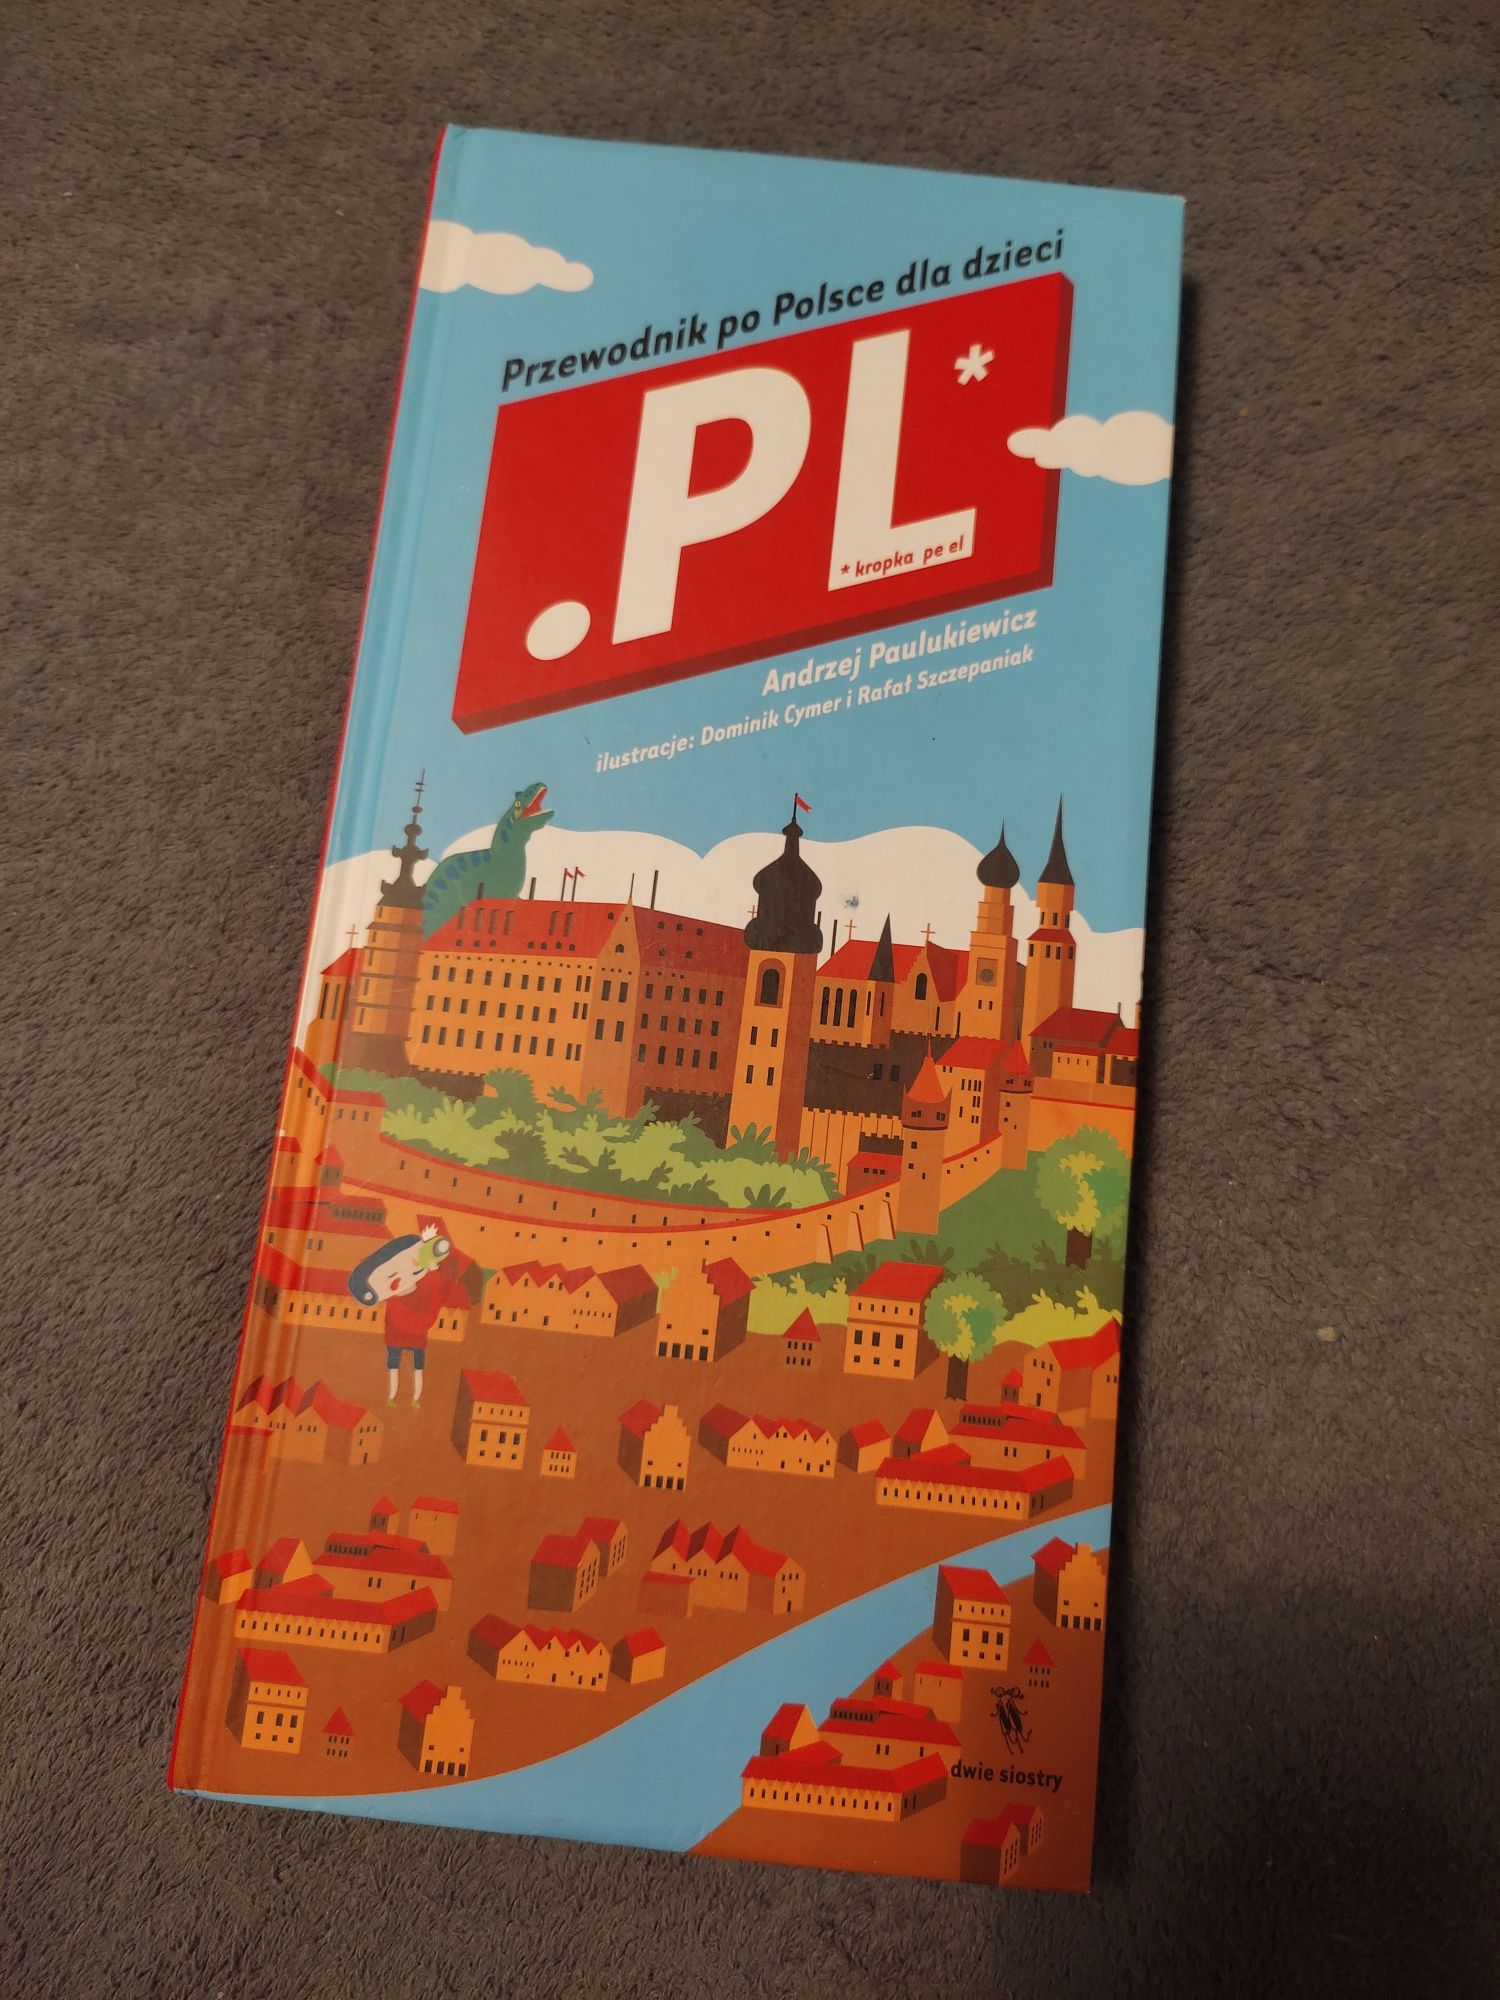 Przewodnik po Polsce dla dzieci
.PL*
* kropka pe el
Andrzej Paulukiewicz
ilustracje: Dominik Cymer i Rafał Szczepaniak
dwie siostry